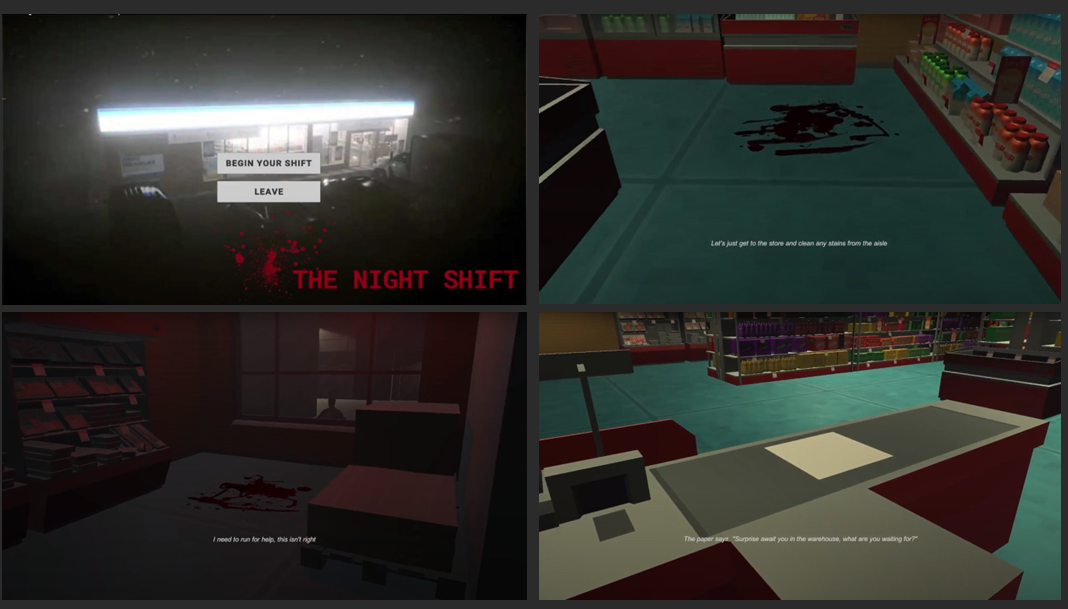 BEGIN YOUR SHIFT
LEAVE
THE NIGHT SHIFT
Let's just get to the store and clean any stains from the aisle
I need to run for help, this isn't right
The paper says: "Surprise await you in the warehouse, what are you waiting for?"